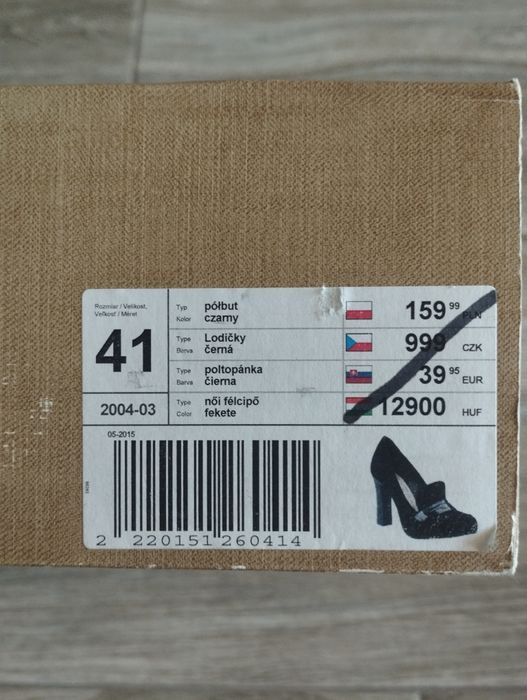 Rozmiar / Velikost,
Veľkosť / Méret
41
2004-03
Typ półbut
Kolor czarny
159 99 PLN
Type Lodičky
Barva černá
999 CZK
Type poltopánka
Barva čierna
39 95 EUR
Type női félcipő
Color fekete
12900 HUF
05-2015
2 220151 260414